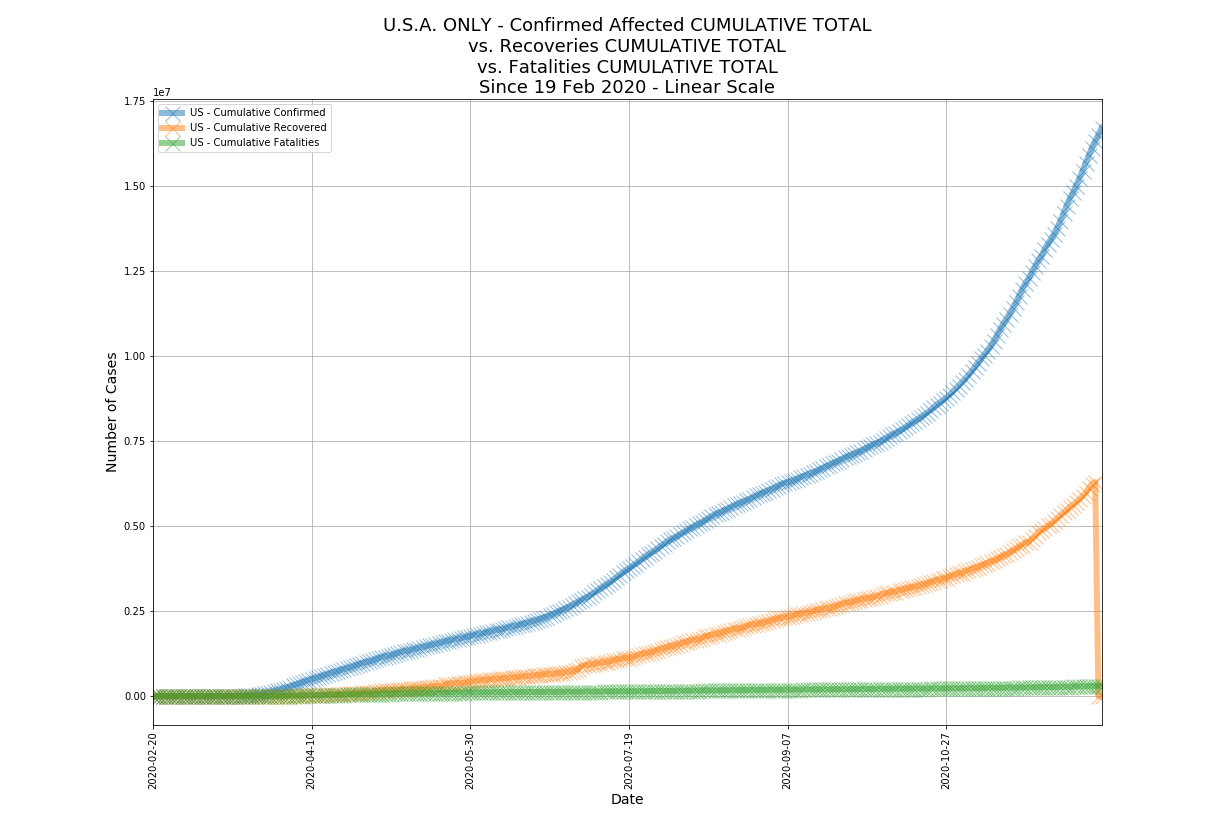 U.S.A. ONLY - Confirmed Affected CUMULATIVE TOTAL
vs. Recoveries CUMULATIVE TOTAL
vs. Fatalities CUMULATIVE TOTAL
Since 19 Feb 2020 - Linear Scale
1e7
US - Cumulative Confirmed
US - Cumulative Recovered
US - Cumulative Fatalities
1.75
1.50
1.25
1.00
0.75
0.50
0.25
0.00
Number of Cases
2020-02-20
2020-04-10
2020-05-30
2020-07-19
2020-09-07
2020-10-27
Date